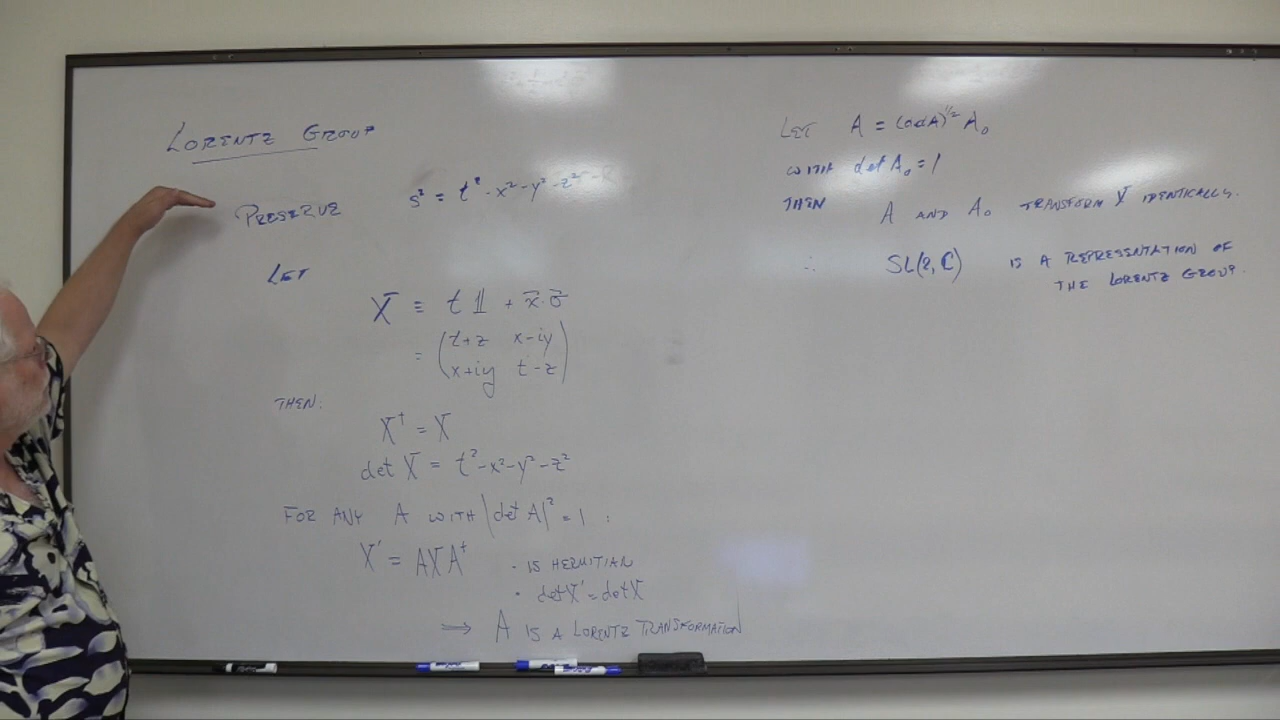 LORENTZ GROUP
PRESERVE s² = t² - x² - y² - z²
LET
X ≡ t 𝟙 + x⃗·σ⃗
= (t+z x-iy
x+iy t-z)
THEN:
X† = X
det X = t² - x² - y² - z²
FOR ANY A WITH |det A|² = 1 :
X' = AXA† · IS HERMITIAN
· det X' = det X
⟹ A IS A LORENTZ TRANSFORMATION
LET A = (det A)^{1/2} A₀
WITH det A₀ = 1
THEN A AND A₀ TRANSFORM X IDENTICALLY.
∴ SL(2,ℂ) IS A REPRESENTATION OF
THE LORENTZ GROUP.